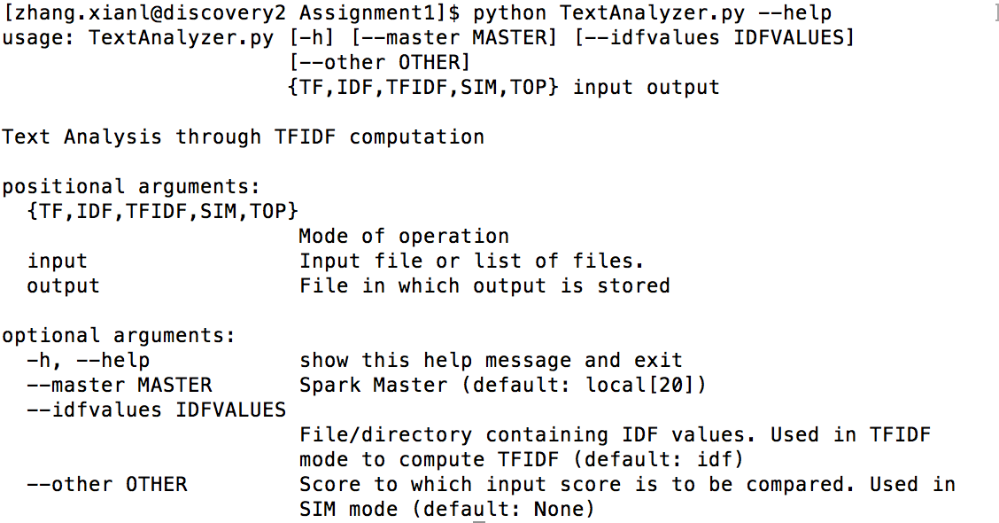 [zhang.xianl@discovery2 Assignment1]$ python TextAnalyzer.py --help ]
usage: TextAnalyzer.py [-h] [--master MASTER] [--idfvalues IDFVALUES]
[--other OTHER]
{TF,IDF,TFIDF,SIM,TOP} input output
Text Analysis through TFIDF computation
positional arguments:
{TF,IDF,TFIDF,SIM,TOP}
Mode of operation
input Input file or list of files.
output File in which output is stored
optional arguments:
-h, --help show this help message and exit
--master MASTER Spark Master (default: local[20])
--idfvalues IDFVALUES
File/directory containing IDF values. Used in TFIDF
mode to compute TFIDF (default: idf)
--other OTHER Score to which input score is to be compared. Used in
SIM mode (default: None)